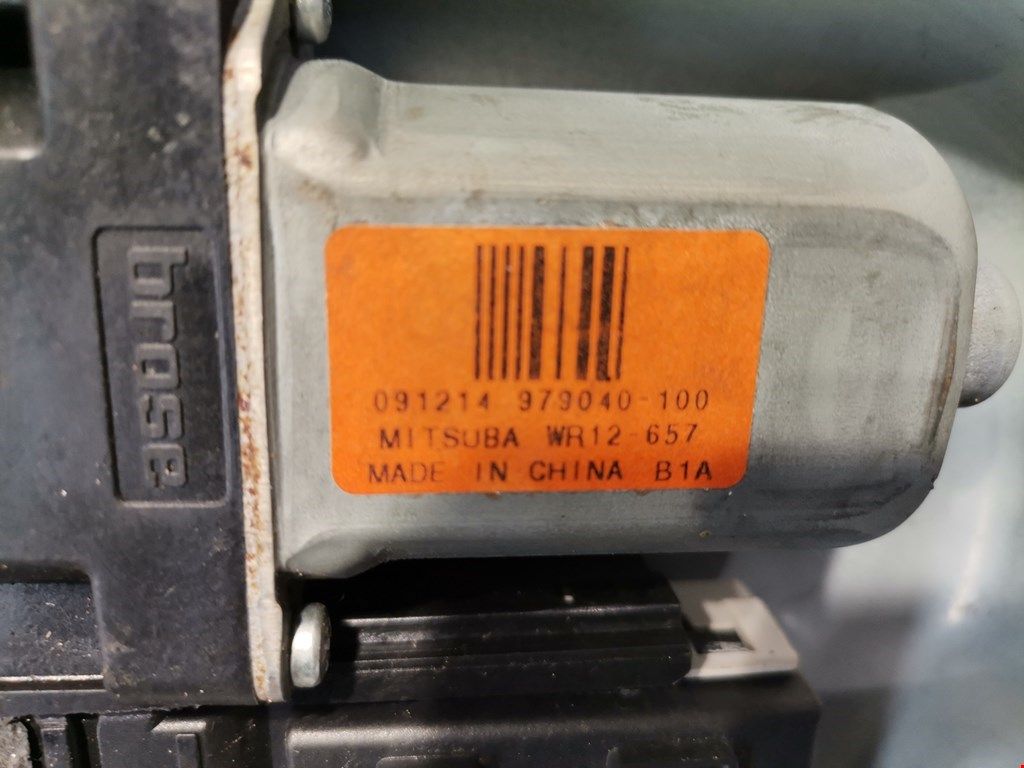 brose
091214 979040-100
MITSUBA WR12-657
MADE IN CHINA B1A